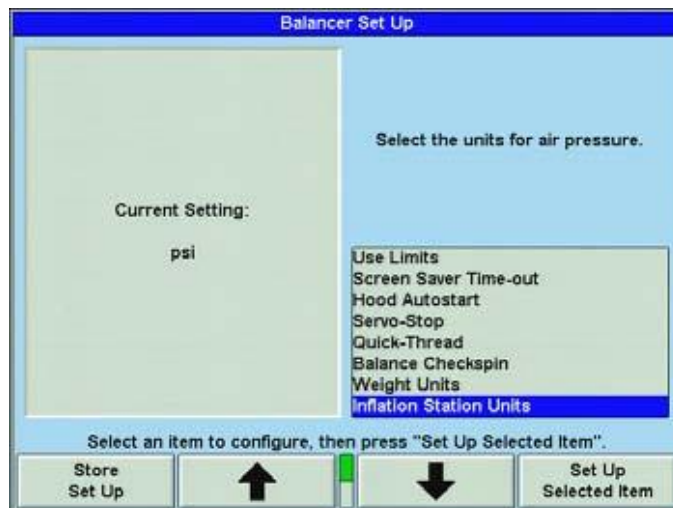 Balancer Set Up
Select the units for air pressure.
Current Setting:
psi
Use Limits
Screen Saver Time-out
Hood Autostart
Servo-Stop
Quick-Thread
Balance Checkspin
Weight Units
Inflation Station Units
Select an item to configure, then press "Set Up Selected Item".
Store
Set Up
Set Up
Selected Item